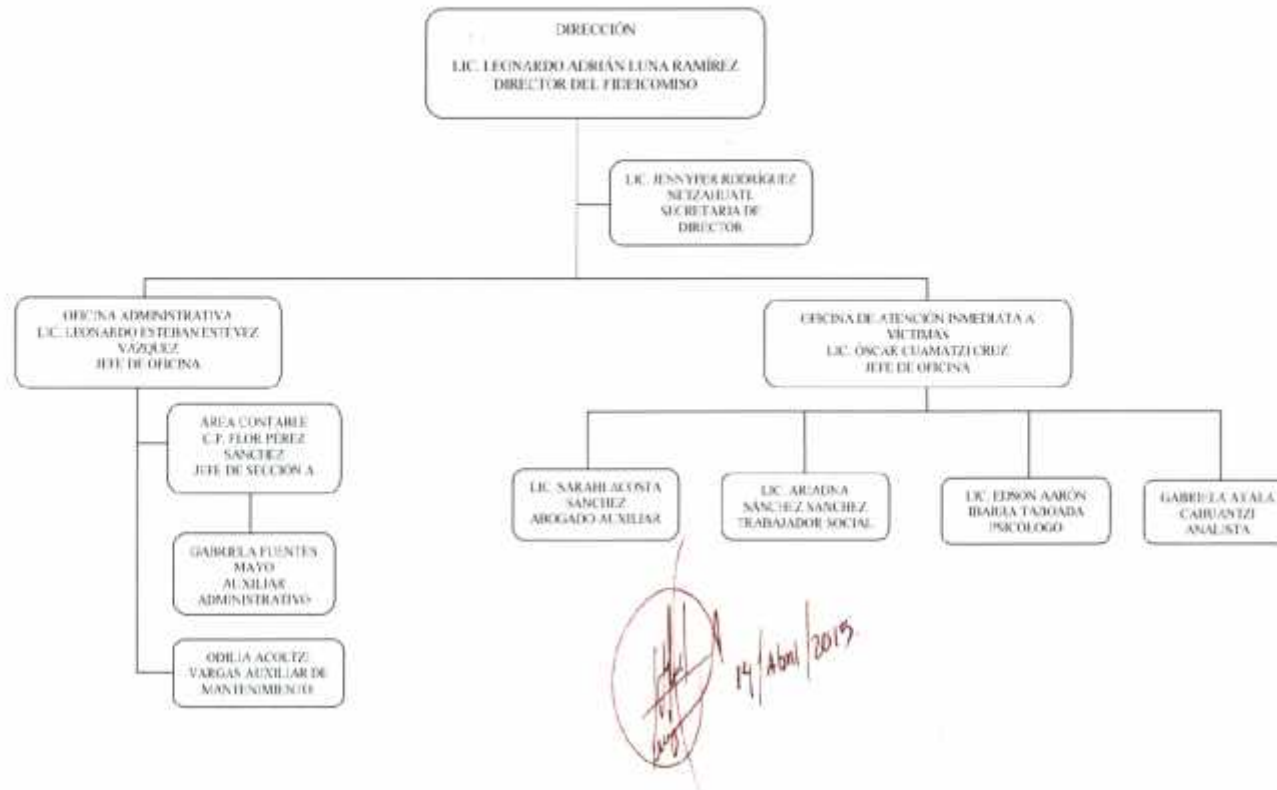 DIRECCIÓN
LIC. LEONARDO ADRIÁN LUNA RAMÍREZ
DIRECTOR DEL FIDEICOMISO
LIC. JENNYFER RODRÍGUEZ
NETZAHUATL
SECRETARIA DE
DIRECTOR
OFICINA ADMINISTRATIVA
LIC. LEONARDO ESTEBAN ESTÉVEZ
VÁZQUEZ
JEFE DE OFICINA
ÁREA CONTABLE
C.P. FLOR PÉREZ
SÁNCHEZ
JEFE DE SECCIÓN A
GABRIELA FUENTES
MAYO
AUXILIAR
ADMINISTRATIVO
ODILIA ACOLTZI
VARGAS AUXILIAR DE
MANTENIMIENTO
OFICINA DE ATENCIÓN INMEDIATA A
VÍCTIMAS
LIC. ÓSCAR CUAMATZI CRUZ
JEFE DE OFICINA
LIC. SARAHI ACOSTA
SÁNCHEZ
ABOGADO AUXILIAR
LIC. ARIADNA
SÁNCHEZ SÁNCHEZ
TRABAJADOR SOCIAL
LIC. EDSON AARÓN
TABOADA
PSICOLOGO
GABRIELA AYALA
CAHUANTZI
ANALISTA
14/Abril/2015